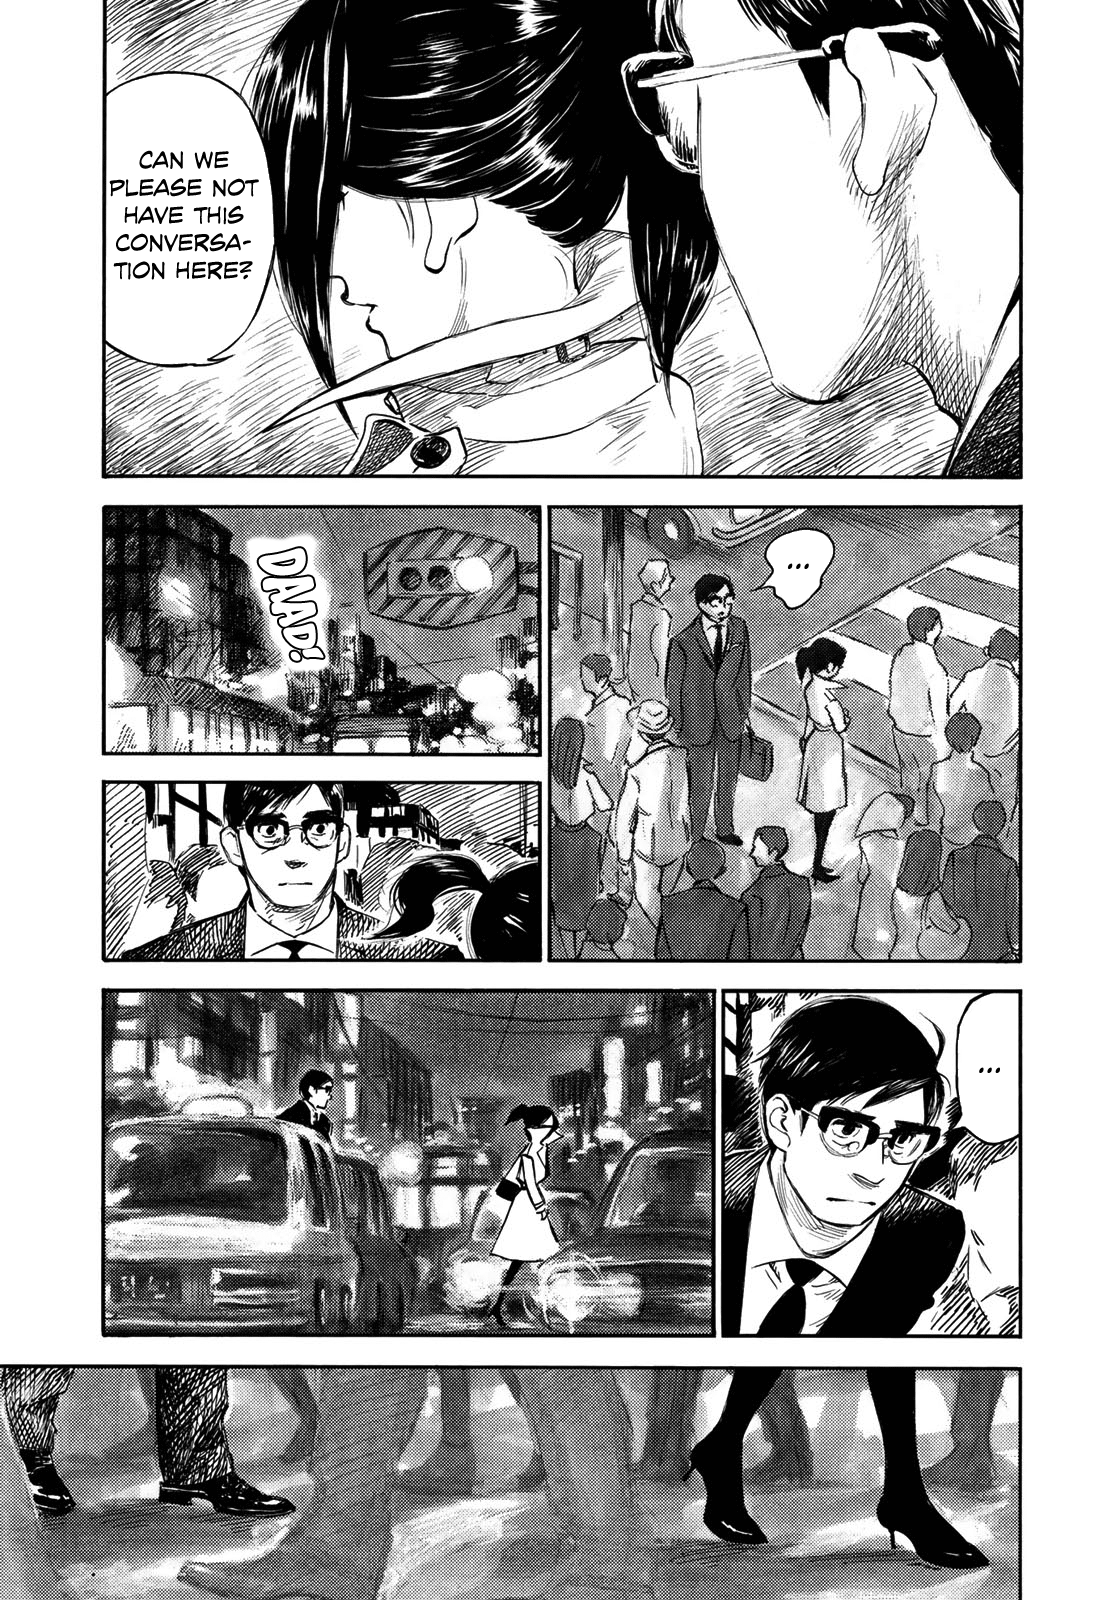 CAN WE
PLEASE NOT
HAVE THIS
CONVERSA-
TION HERE?
...
DAAD!
...